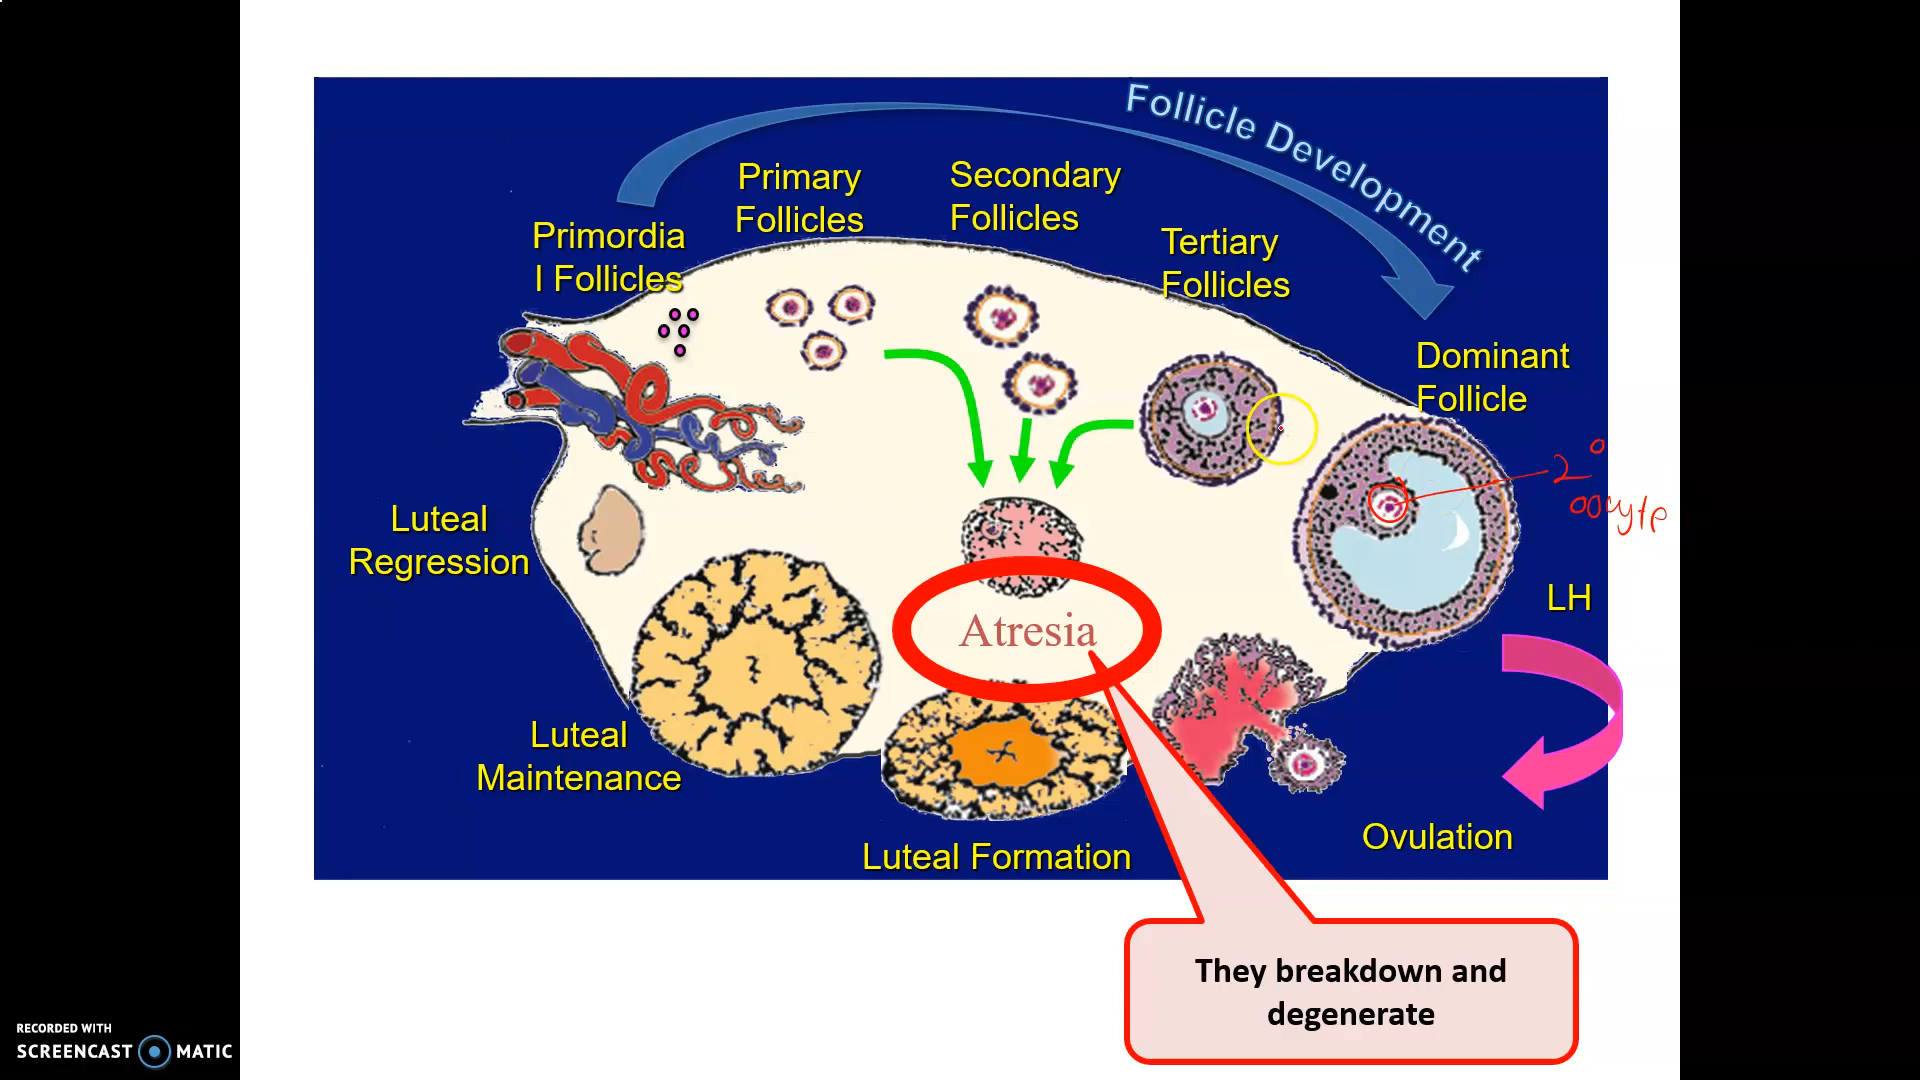 Follicle Development
Primary
Follicles
Secondary
Follicles
Primordia
l Follicles
Tertiary
Follicles
Dominant
Follicle
2°
oocyte
Luteal
Regression
LH
Atresia
Luteal
Maintenance
Luteal Formation
Ovulation
They breakdown and
degenerate
RECORDED WITH
SCREENCAST MATIC